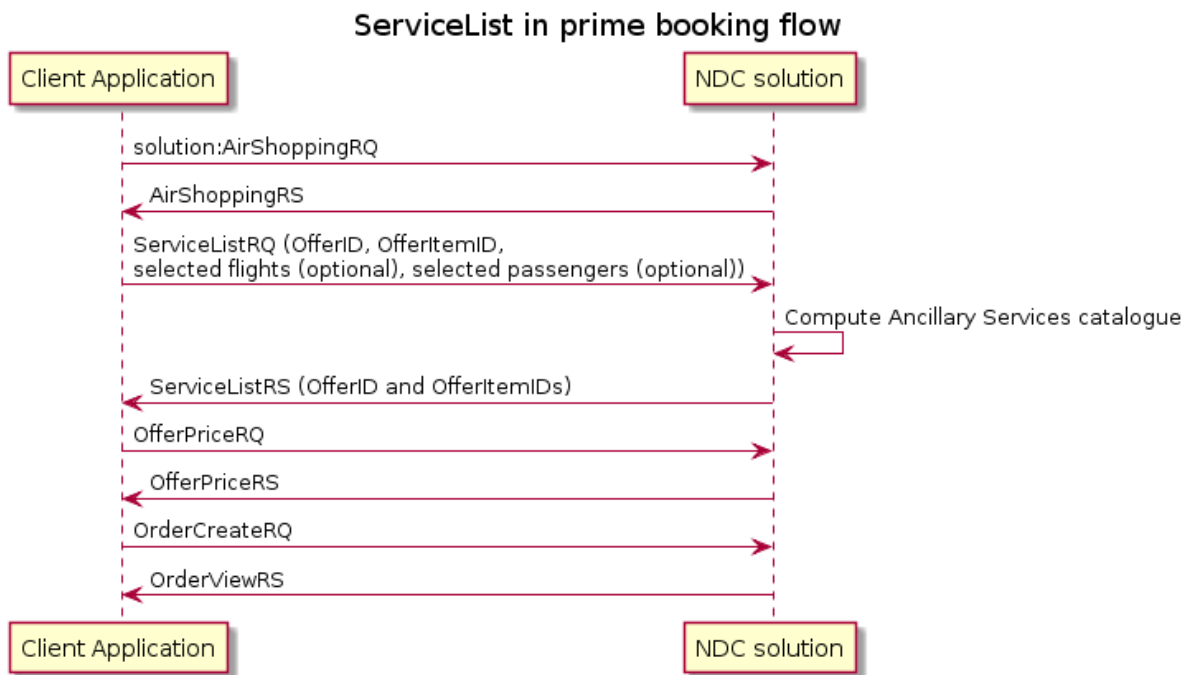 ServiceList in prime booking flow
Client Application
NDC solution
solution:AirShoppingRQ
AirShoppingRS
ServiceListRQ (OfferID, OfferItemID,
selected flights (optional), selected passengers (optional))
Compute Ancillary Services catalogue
ServiceListRS (OfferID and OfferItemIDs)
OfferPriceRQ
OfferPriceRS
OrderCreateRQ
OrderViewRS
Client Application
NDC solution